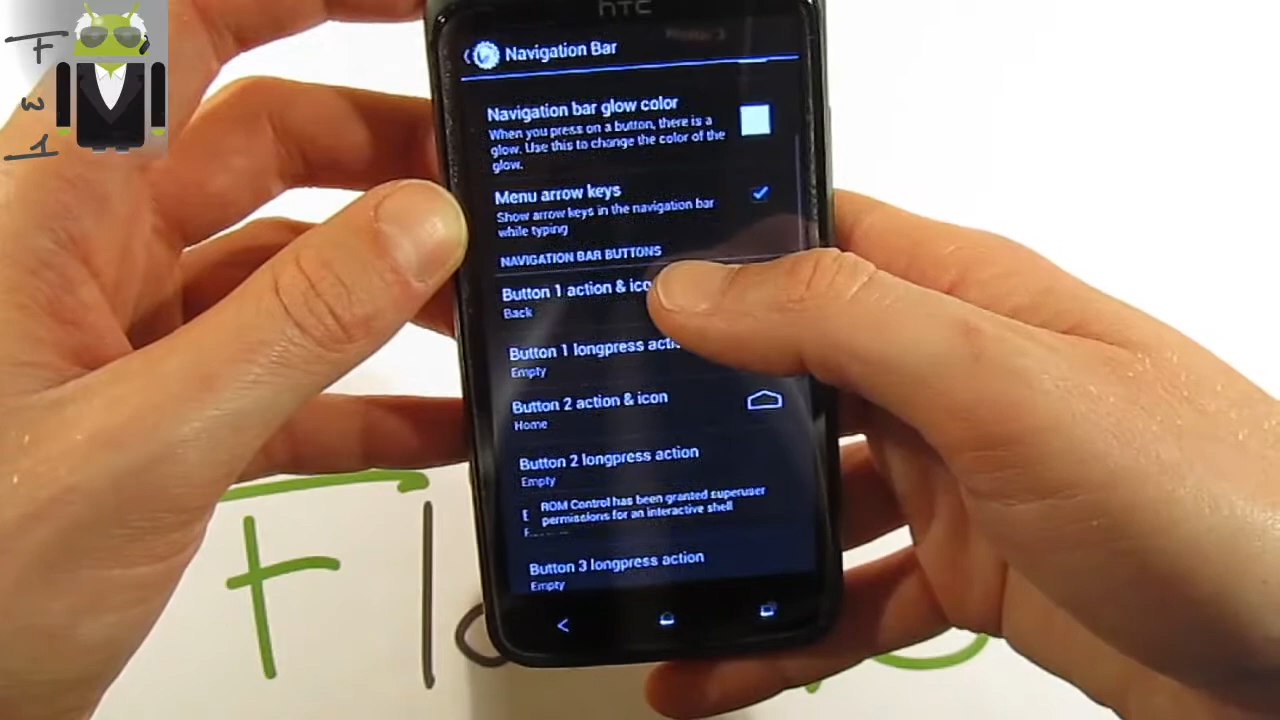 hTC
Navigation Bar
Navigation bar glow color
When you press on a button, there is a
glow. Use this to change the color of the
glow.
Menu arrow keys
Show arrow keys in the navigation bar
while typing
NAVIGATION BAR BUTTONS
Button 1 action & ico
Back
Button 1 longpress acti
Empty
Button 2 action & icon
Home
Button 2 longpress action
Empty
ROM Control has been granted superuser
permissions for an interactive shell
Button 3 longpress action
Empty
F
w
1
Fl